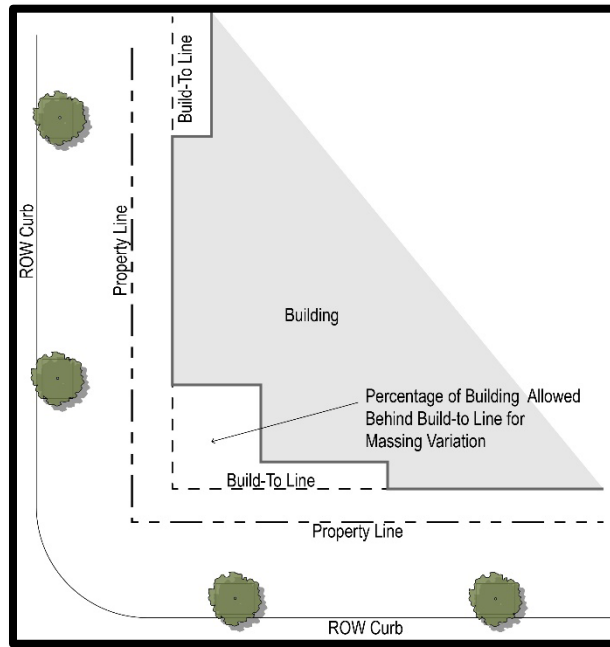 Build-To Line
ROW Curb
Property Line
Building
Percentage of Building Allowed
Behind Build-to Line for
Massing Variation
Build-To Line
Property Line
ROW Curb